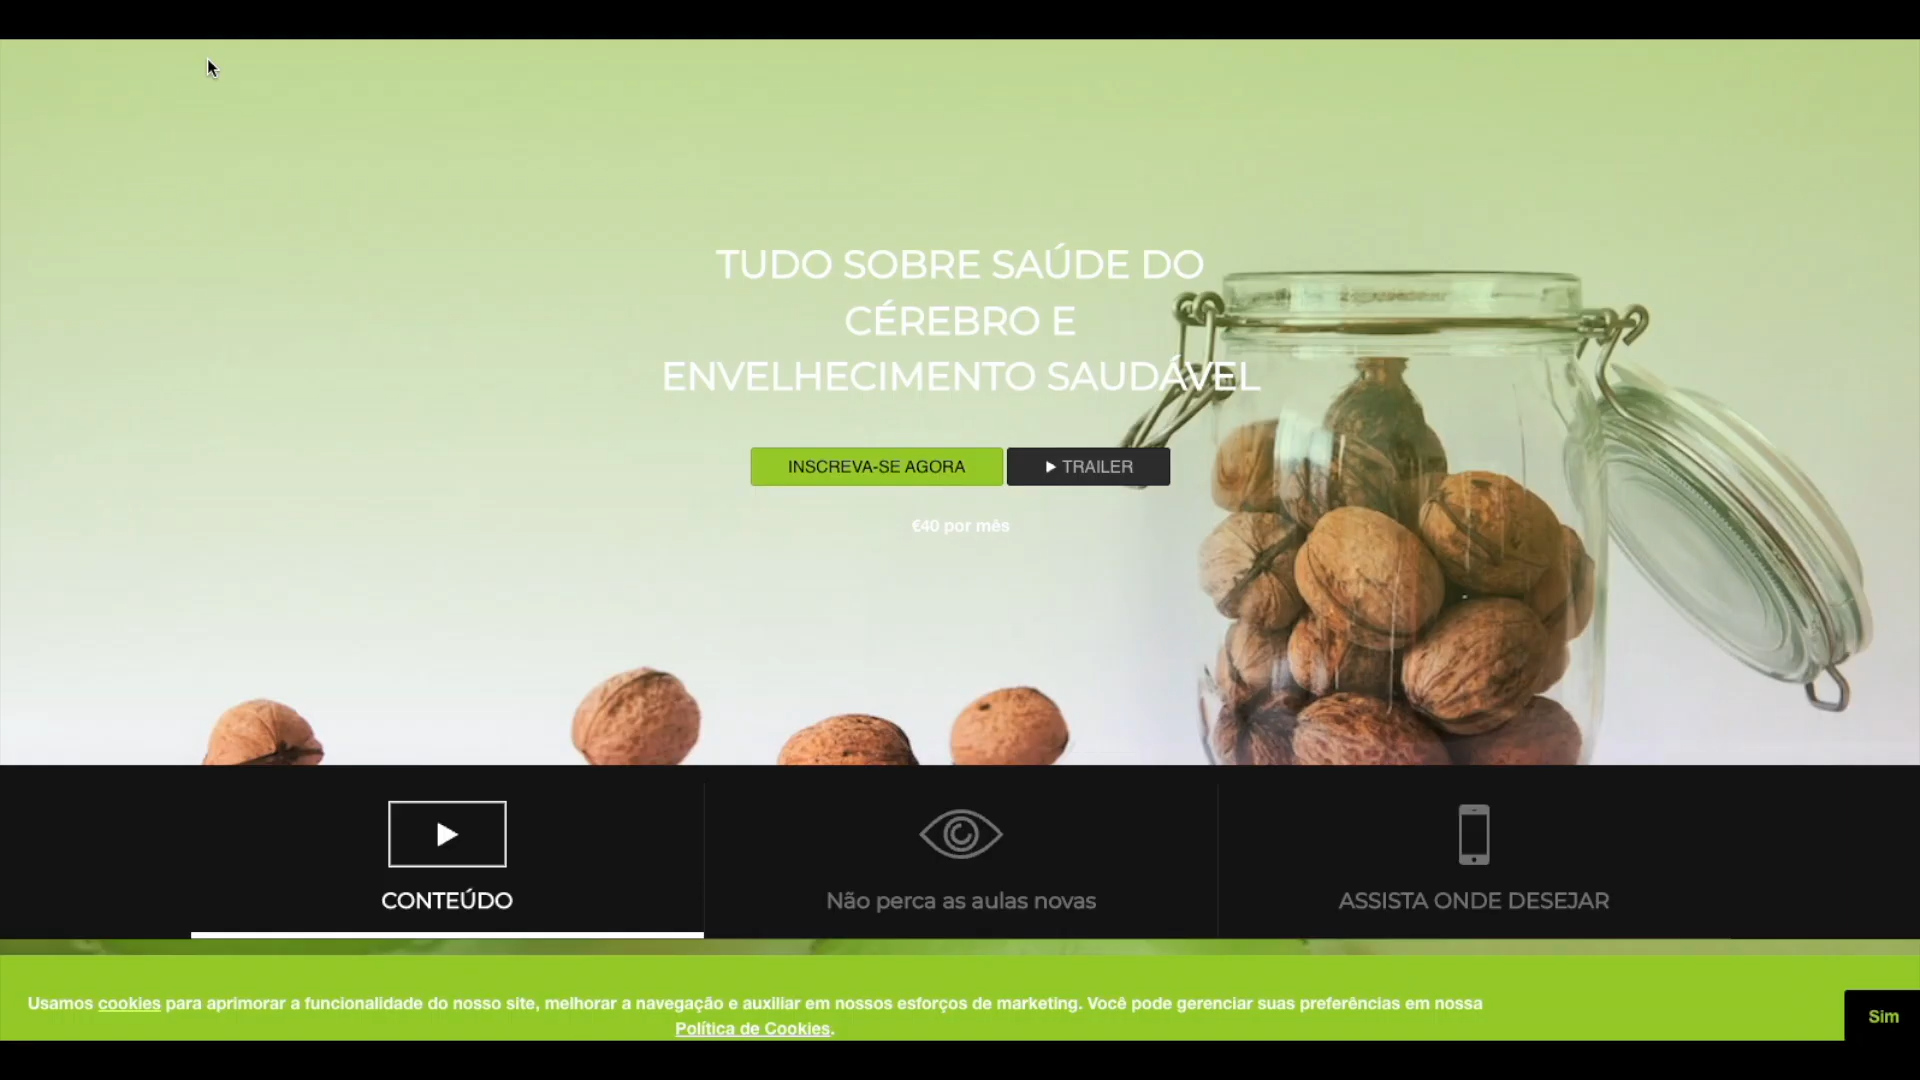 TUDO SOBRE SAÚDE DO
CÉREBRO E
ENVELHECIMENTO SAUDÁVEL
INSCREVA-SE AGORA
TRAILER
€40 por mês
CONTEÚDO
Não perca as aulas novas
ASSISTA ONDE DESEJAR
Usamos cookies para aprimorar a funcionalidade do nosso site, melhorar a navegação e auxiliar em nossos esforços de marketing. Você pode gerenciar suas preferências em nossa
Política de Cookies.
Sim